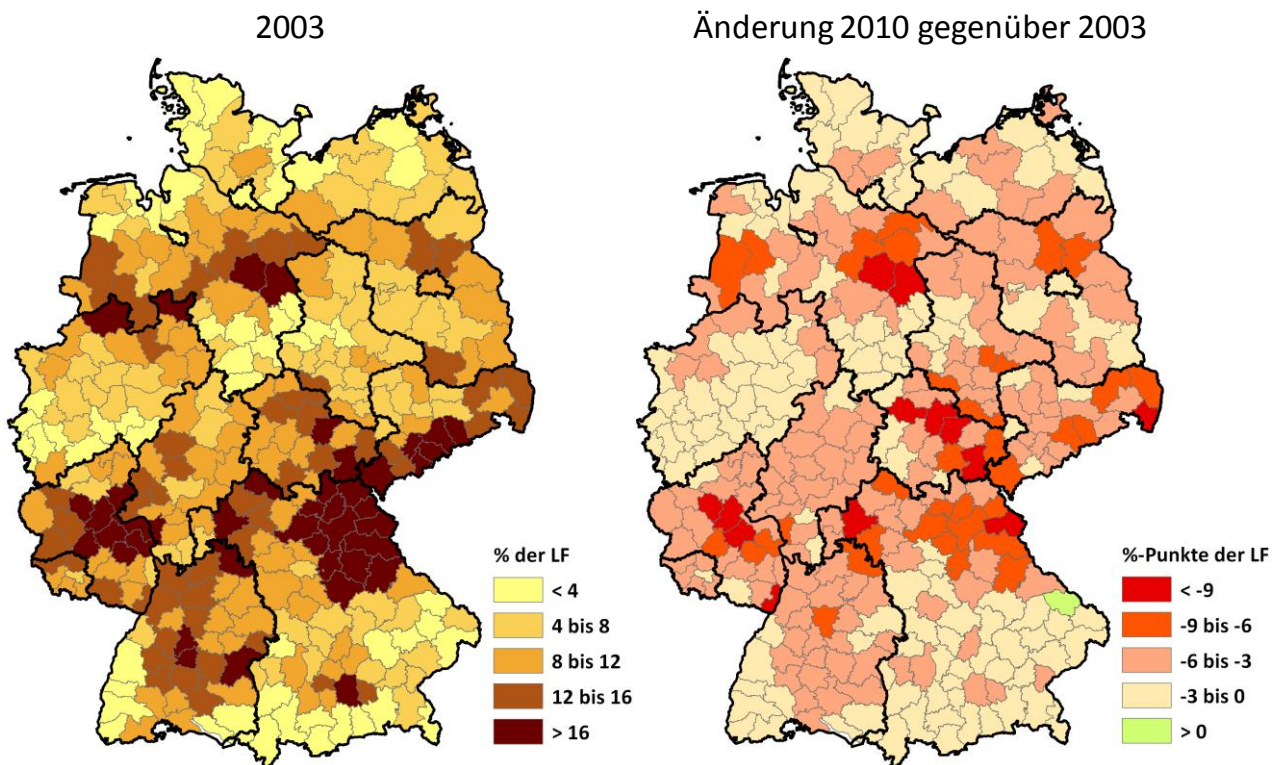 2003
Änderung 2010 gegenüber 2003
% der LF
< 4
4 bis 8
8 bis 12
12 bis 16
> 16
%-Punkte der LF
< -9
-9 bis -6
-6 bis -3
-3 bis 0
> 0